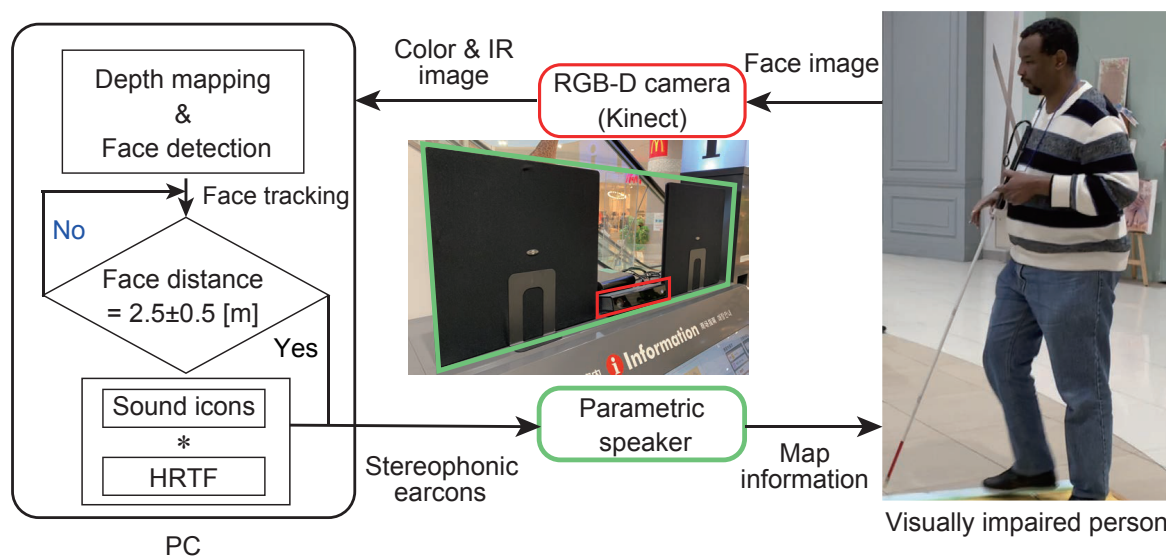 Depth mapping
&
Face detection
Face tracking
No
Face distance
= 2.5±0.5 [m]
Yes
Sound icons
*
HRTF
PC
Color & IR
image
RGB-D camera
(Kinect)
Face image
i Information
Stereophonic
earcons
Parametric
speaker
Map
information
Visually impaired person